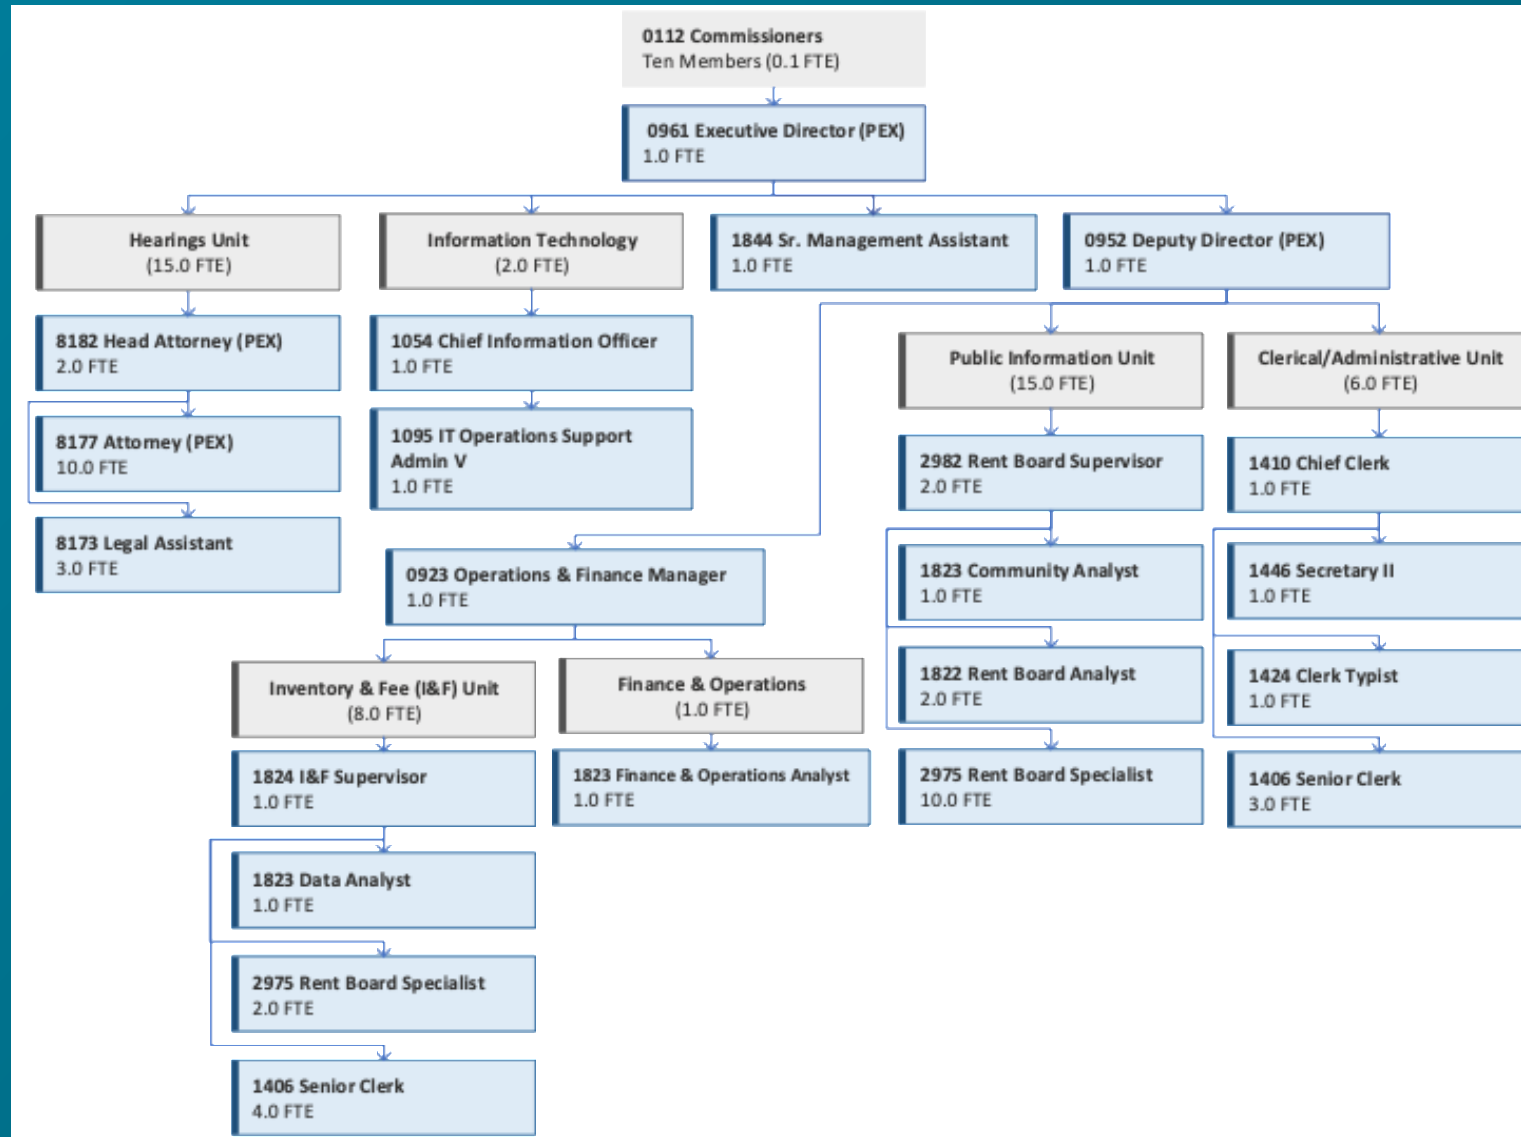 0112 Commissioners
Ten Members (0.1 FTE)
0961 Executive Director (PEX)
1.0 FTE
Hearings Unit
(15.0 FTE)
Information Technology
(2.0 FTE)
1844 Sr. Management Assistant
1.0 FTE
0952 Deputy Director (PEX)
1.0 FTE
8182 Head Attorney (PEX)
2.0 FTE
8177 Attorney (PEX)
10.0 FTE
8173 Legal Assistant
3.0 FTE
1054 Chief Information Officer
1.0 FTE
1095 IT Operations Support
Admin V
1.0 FTE
0923 Operations & Finance Manager
1.0 FTE
Inventory & Fee (I&F) Unit
(8.0 FTE)
1824 I&F Supervisor
1.0 FTE
1823 Data Analyst
1.0 FTE
2975 Rent Board Specialist
2.0 FTE
1406 Senior Clerk
4.0 FTE
Finance & Operations
(1.0 FTE)
1823 Finance & Operations Analyst
1.0 FTE
Public Information Unit
(15.0 FTE)
2982 Rent Board Supervisor
2.0 FTE
1823 Community Analyst
1.0 FTE
1822 Rent Board Analyst
2.0 FTE
2975 Rent Board Specialist
10.0 FTE
Clerical/Administrative Unit
(6.0 FTE)
1410 Chief Clerk
1.0 FTE
1446 Secretary II
1.0 FTE
1424 Clerk Typist
1.0 FTE
1406 Senior Clerk
3.0 FTE